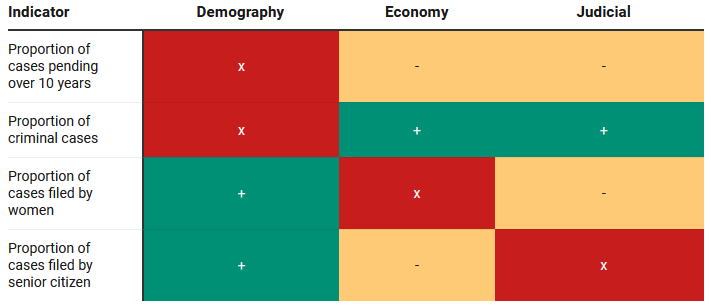 Indicator Demography Economy Judicial
Proportion of
cases pending
over 10 years
x - -
Proportion of
criminal cases
x + +
Proportion of
cases filed by
women
+ x -
Proportion of
cases filed by
senior citizen
+ - x